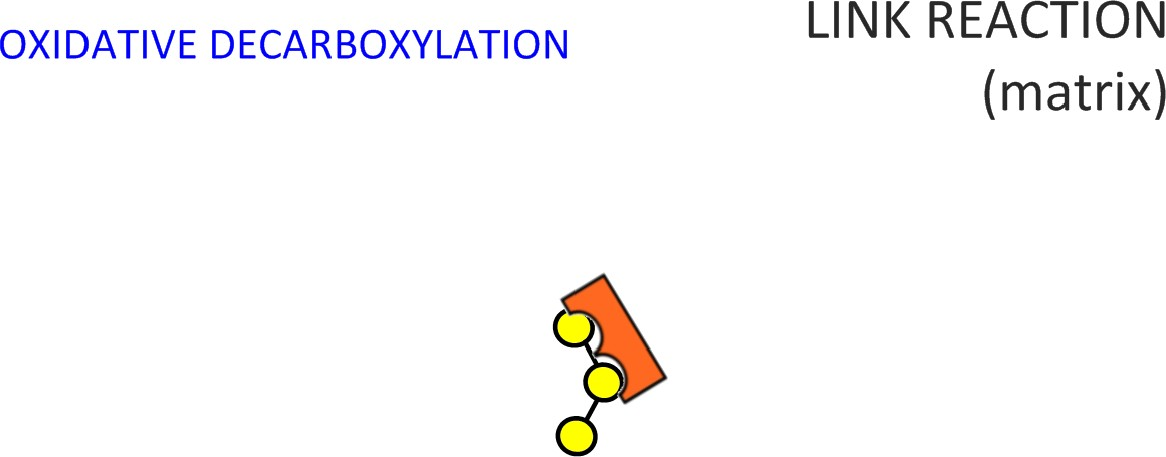 OXIDATIVE DECARBOXYLATION
LINK REACTION
(matrix)